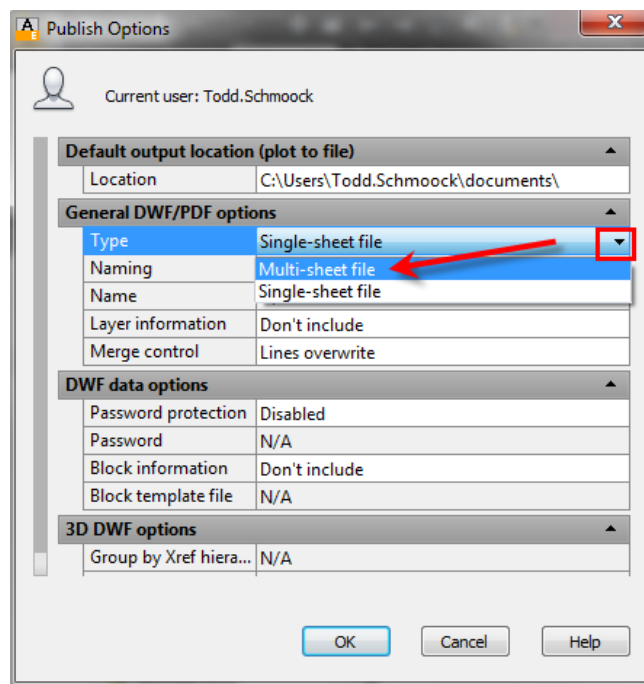 Publish Options
Current user: Todd.Schmoock
Default output location (plot to file)
Location C:\Users\Todd.Schmoock\documents\
General DWF/PDF options
Type Single-sheet file
Naming Multi-sheet file
Name Single-sheet file
Layer information Don't include
Merge control Lines overwrite
DWF data options
Password protection Disabled
Password N/A
Block information Don't include
Block template file N/A
3D DWF options
Group by Xref hiera... N/A
OK Cancel Help